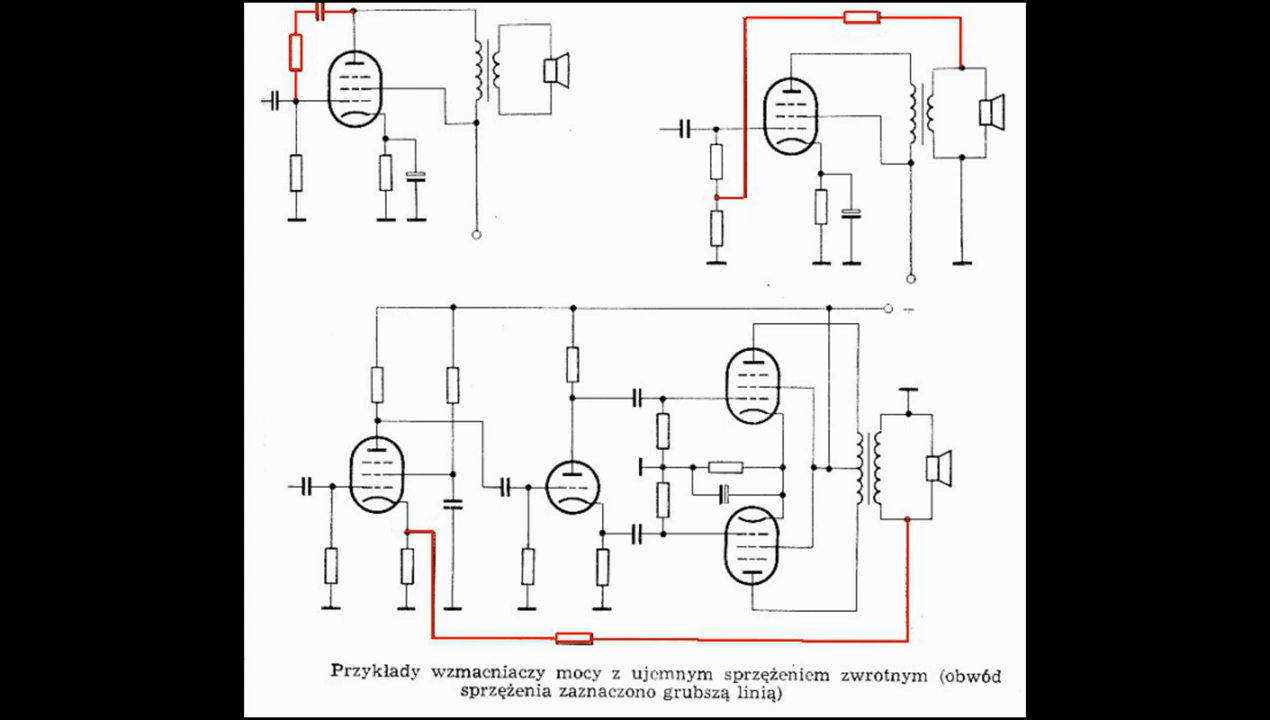 Przykłady wzmacniaczy mocy z ujemnym sprzężeniem zwrotnym (obwód
sprzężenia zaznaczono grubszą linią)